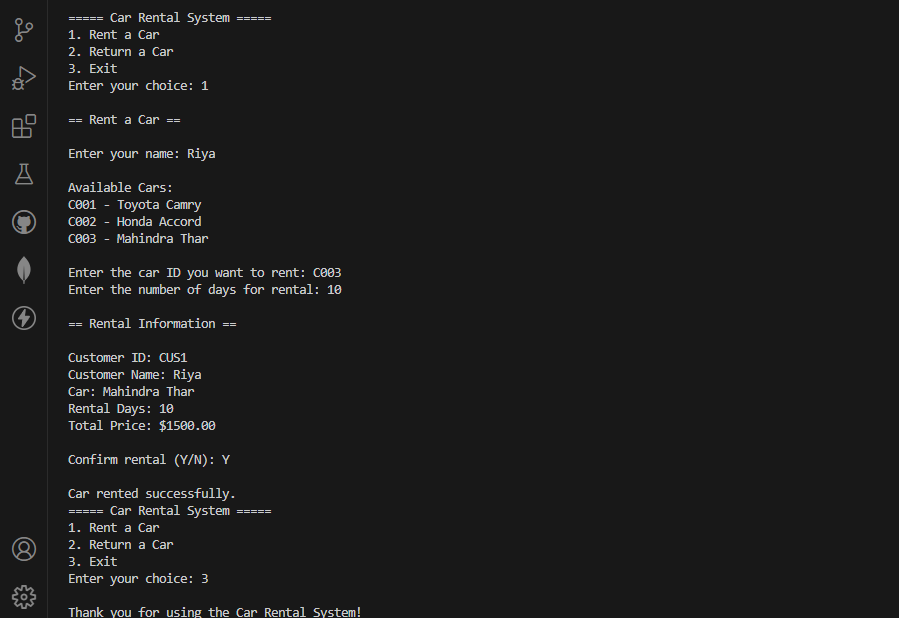 ===== Car Rental System =====
1. Rent a Car
2. Return a Car
3. Exit
Enter your choice: 1
== Rent a Car ==
Enter your name: Riya
Available Cars:
C001 - Toyota Camry
C002 - Honda Accord
C003 - Mahindra Thar
Enter the car ID you want to rent: C003
Enter the number of days for rental: 10
== Rental Information ==
Customer ID: CUS1
Customer Name: Riya
Car: Mahindra Thar
Rental Days: 10
Total Price: $1500.00
Confirm rental (Y/N): Y
Car rented successfully.
===== Car Rental System =====
1. Rent a Car
2. Return a Car
3. Exit
Enter your choice: 3
Thank you for using the Car Rental System!